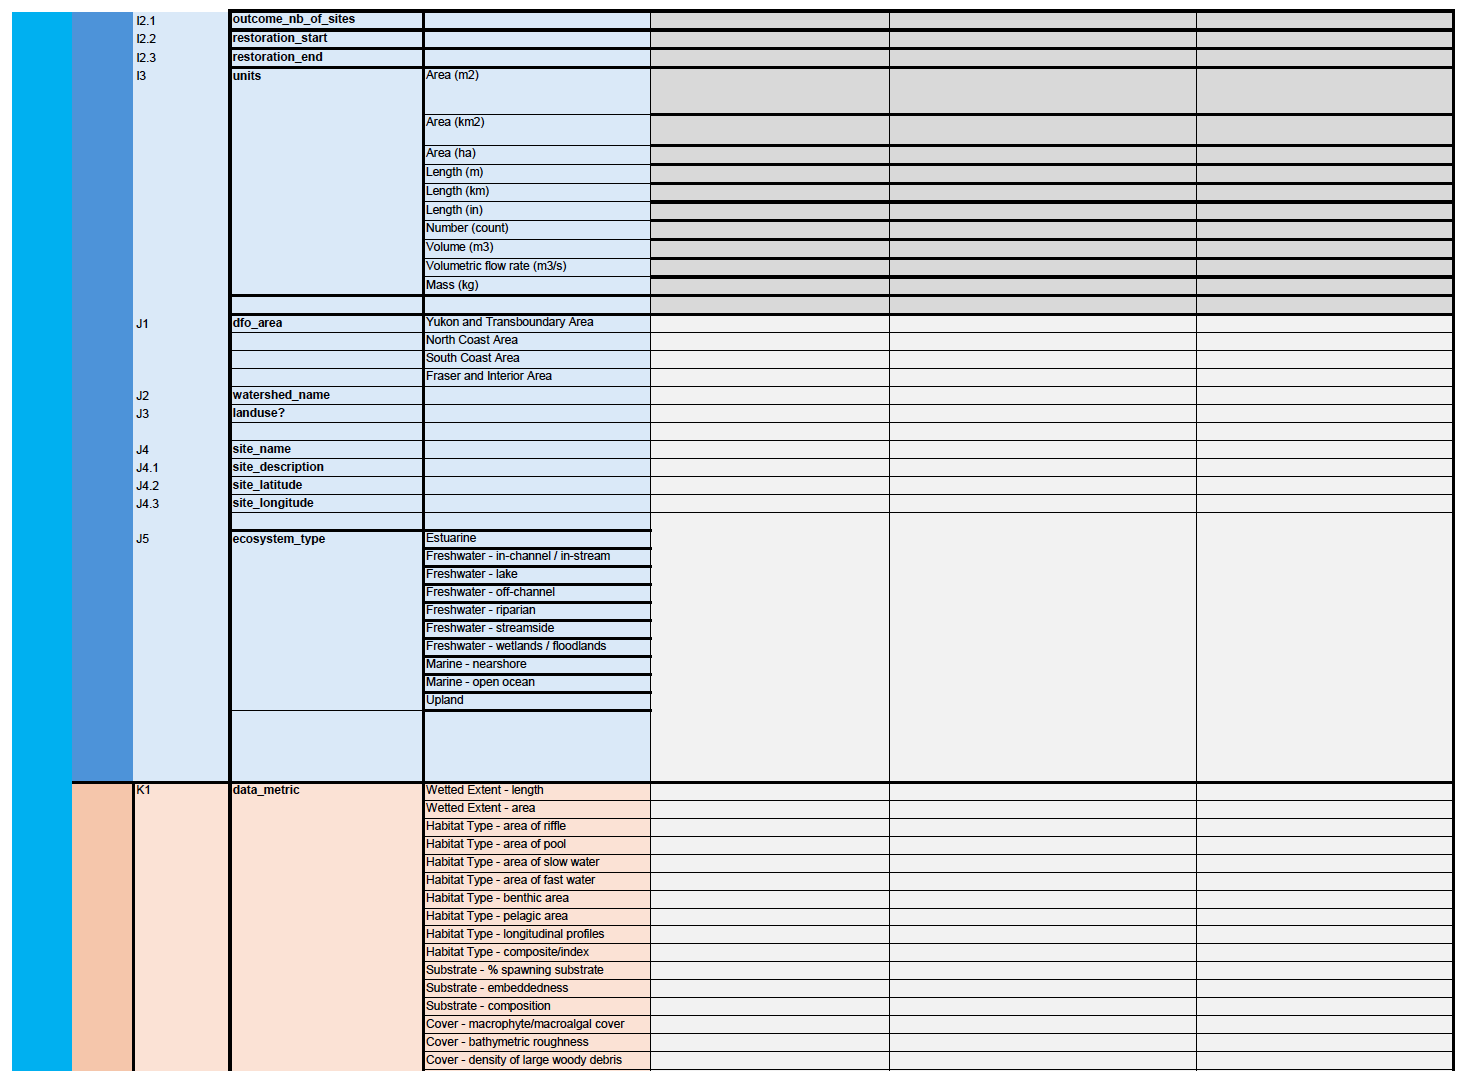 I2.1 outcome_nb_of_sites
I2.2 restoration_start
I2.3 restoration_end
I3 units Area (m2)
Area (km2)
Area (ha)
Length (m)
Length (km)
Length (in)
Number (count)
Volume (m3)
Volumetric flow rate (m3/s)
Mass (kg)
J1 dfo_area Yukon and Transboundary Area
North Coast Area
South Coast Area
Fraser and Interior Area
J2 watershed_name
J3 landuse?
J4 site_name
J4.1 site_description
J4.2 site_latitude
J4.3 site_longitude
J5 ecosystem_type Estuarine
Freshwater - in-channel / in-stream
Freshwater - lake
Freshwater - off-channel
Freshwater - riparian
Freshwater - streamside
Freshwater - wetlands / floodlands
Marine - nearshore
Marine - open ocean
Upland
K1 data_metric Wetted Extent - length
Wetted Extent - area
Habitat Type - area of riffle
Habitat Type - area of pool
Habitat Type - area of slow water
Habitat Type - area of fast water
Habitat Type - benthic area
Habitat Type - pelagic area
Habitat Type - longitudinal profiles
Habitat Type - composite/index
Substrate - % spawning substrate
Substrate - embeddedness
Substrate - composition
Cover - macrophyte/macroalgal cover
Cover - bathymetric roughness
Cover - density of large woody debris